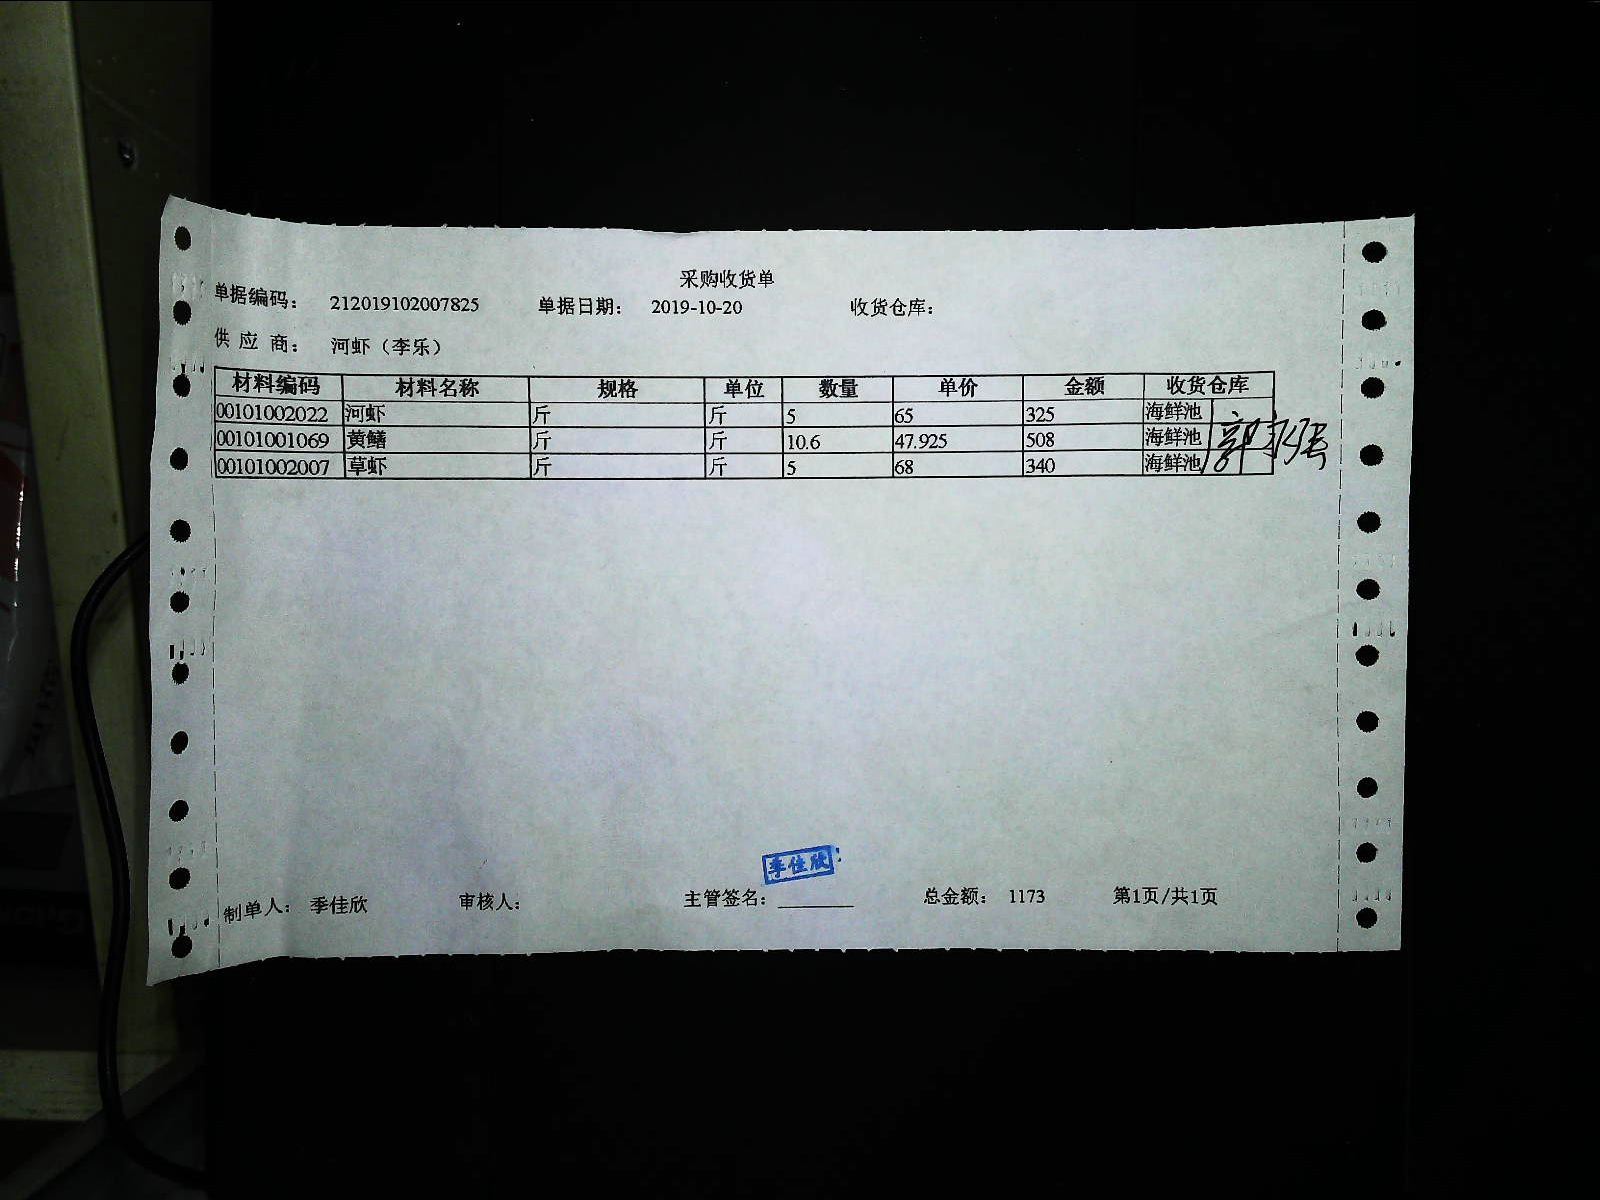 采购收货单
单据编码： 212019102007825 单据日期： 2019-10-20 收货仓库：
供 应 商： 河虾（李乐）
材料编码 材料名称 规格 单位 数量 单价 金额 收货仓库
00101002022 河虾 斤 斤 5 65 325 海鲜池
00101001069 黄鳝 斤 斤 10.6 47.925 508 海鲜池
00101002007 草虾 斤 斤 5 68 340 海鲜池
季佳欣
制单人： 季佳欣 审核人： 主管签名： 总金额： 1173 第1页/共1页